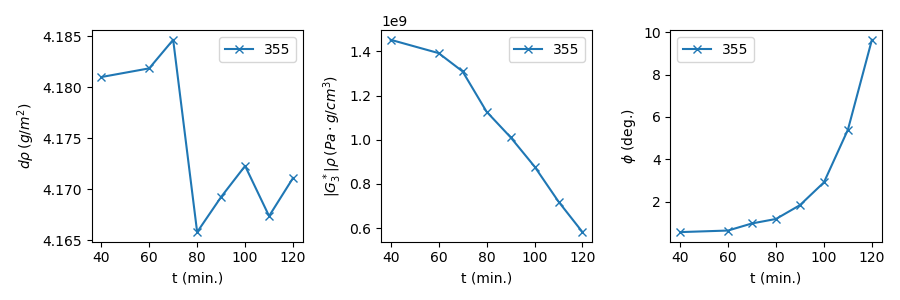 1e9
4.185
4.180
4.175
4.170
4.165
dρ (g/m²)
355
40 60 80 100 120
t (min.)
1.4
1.2
1.0
0.8
0.6
|G₃*|ρ (Pa · g/cm³)
355
40 60 80 100 120
t (min.)
10
8
6
4
2
ϕ (deg.)
355
40 60 80 100 120
t (min.)